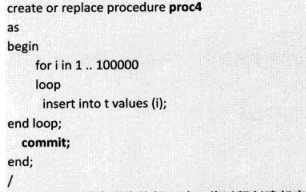 create or replace procedure proc4
as
begin
for i in 1 .. 100000
loop
insert into t values (i);
end loop;
commit;
end;
/